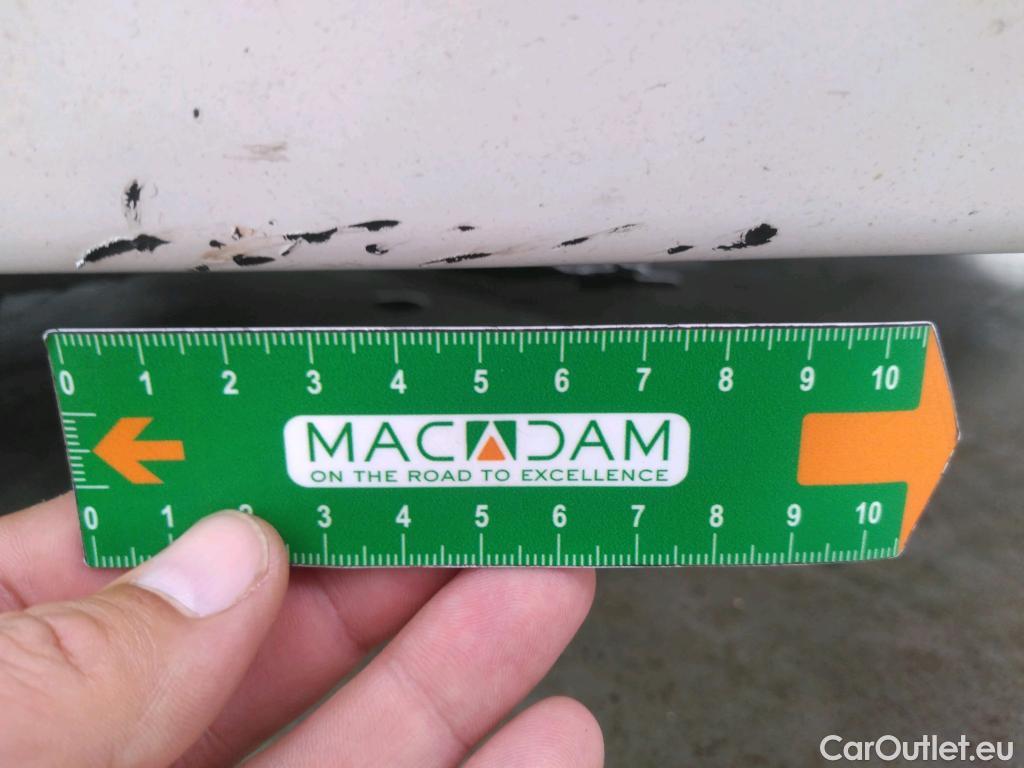 0 1 2 3 4 5 6 7 8 9 10
MACADAM
ON THE ROAD TO EXCELLENCE
0 1 2 3 4 5 6 7 8 9 10
CarOutlet.eu